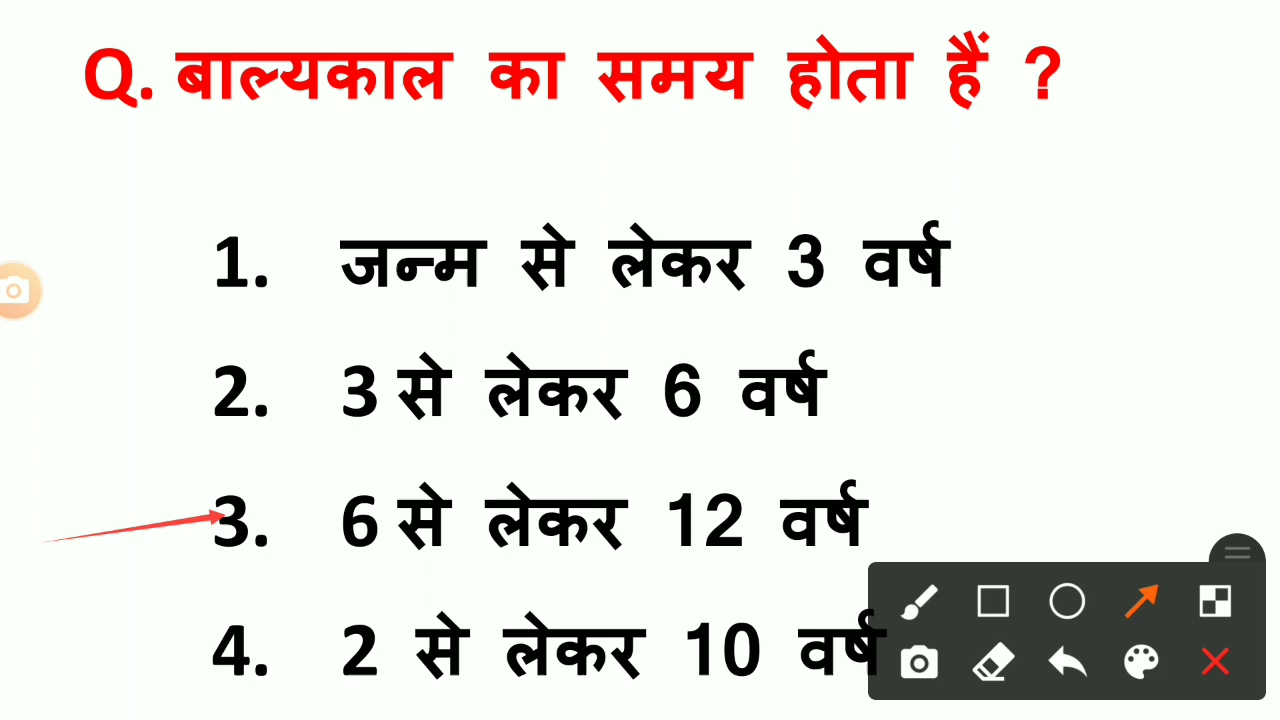 Q. बाल्यकाल का समय होता हैं ?
1. जन्म से लेकर 3 वर्ष
2. 3 से लेकर 6 वर्ष
3. 6 से लेकर 12 वर्ष
4. 2 से लेकर 10 वर्ष